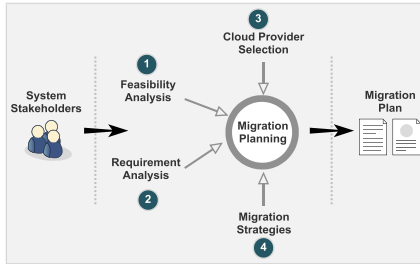 3
Cloud Provider
Selection
1
Feasibility
Analysis
System
Stakeholders
Migration
Planning
Migration
Plan
Requirement
Analysis
2
Migration
Strategies
4